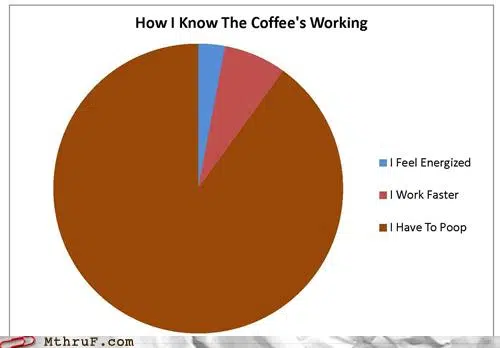 How I Know The Coffee's Working
I Feel Energized
I Work Faster
I Have To Poop
MthruF.com